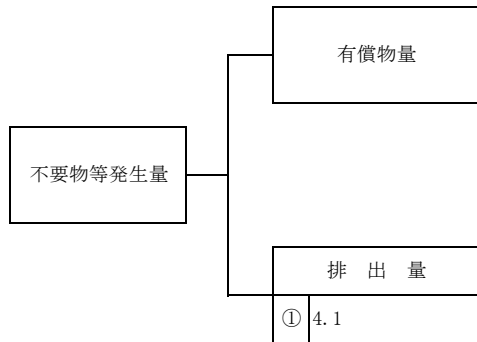 有償物量
不要物等発生量
排 出 量
① 4.1